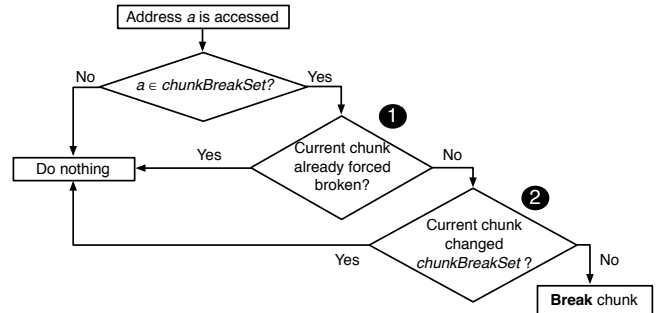 Address a is accessed
No
a ∈ chunkBreakSet?
Yes
1
Do nothing
Yes
Current chunk
already forced
broken?
No
2
Yes
Current chunk
changed
chunkBreakSet ?
No
Break chunk